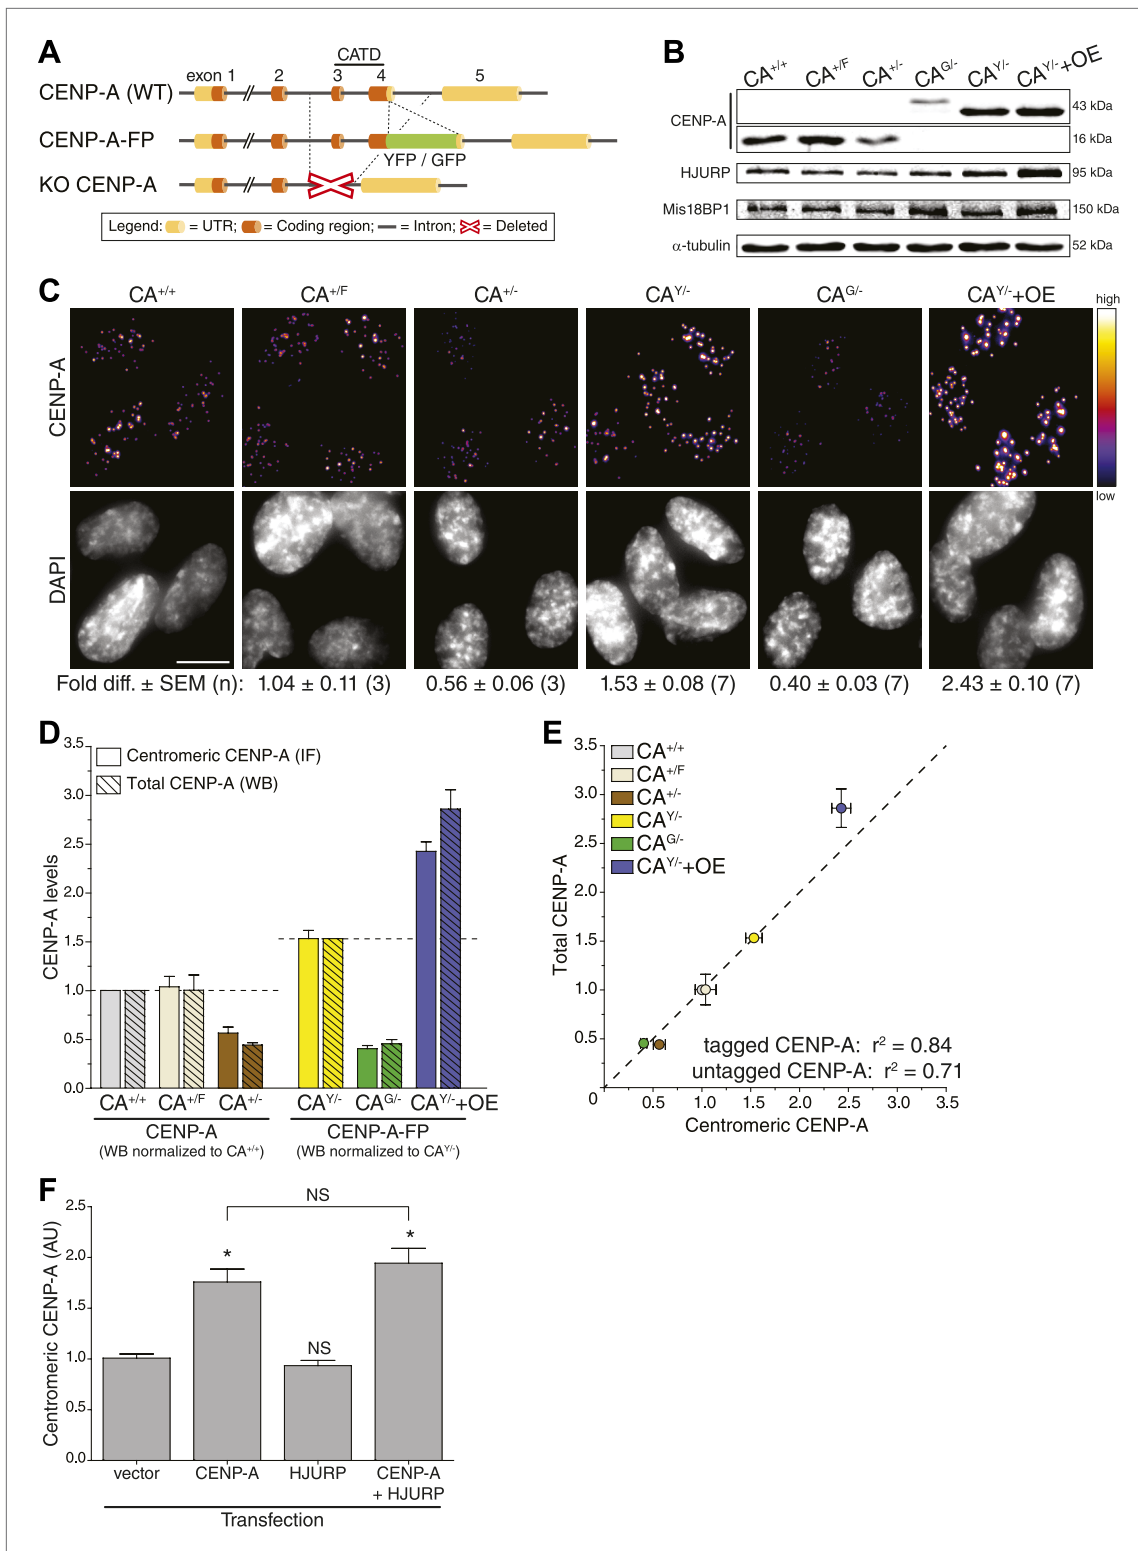 A
CATD
exon 1 2 3 4 5
CENP-A (WT)
CENP-A-FP
YFP / GFP
KO CENP-A
Legend: = UTR; = Coding region; = Intron; = Deleted
B
CA+/+ CA+/F CA+/- CAG/- CAY/- CAY/-+OE
CENP-A
43 kDa
16 kDa
HJURP 95 kDa
Mis18BP1 150 kDa
α-tubulin 52 kDa
C
CA+/+ CA+/F CA+/- CAY/- CAG/- CAY/-+OE
CENP-A
high
low
DAPI
Fold diff. ± SEM (n): 1.04 ± 0.11 (3) 0.56 ± 0.06 (3) 1.53 ± 0.08 (7) 0.40 ± 0.03 (7) 2.43 ± 0.10 (7)
D
Centromeric CENP-A (IF)
Total CENP-A (WB)
CENP-A levels
3.5
3.0
2.5
2.0
1.5
1.0
0.5
0.0
CA+/+ CA+/F CA+/- CAY/- CAG/- CAY/-+OE
CENP-A CENP-A-FP
(WB normalized to CA+/+) (WB normalized to CAY/-)
E
CA+/+
CA+/F
CA+/-
CAY/-
CAG/-
CAY/-+OE
Total CENP-A
3.5
3.0
2.5
2.0
1.5
1.0
0.5
tagged CENP-A: r2 = 0.84
untagged CENP-A: r2 = 0.71
0 0.5 1.0 1.5 2.0 2.5 3.0 3.5
Centromeric CENP-A
F
NS
Centromeric CENP-A (AU)
2.5
2.0
1.5
1.0
0.5
0.0
*
NS
*
vector CENP-A HJURP CENP-A
+ HJURP
Transfection